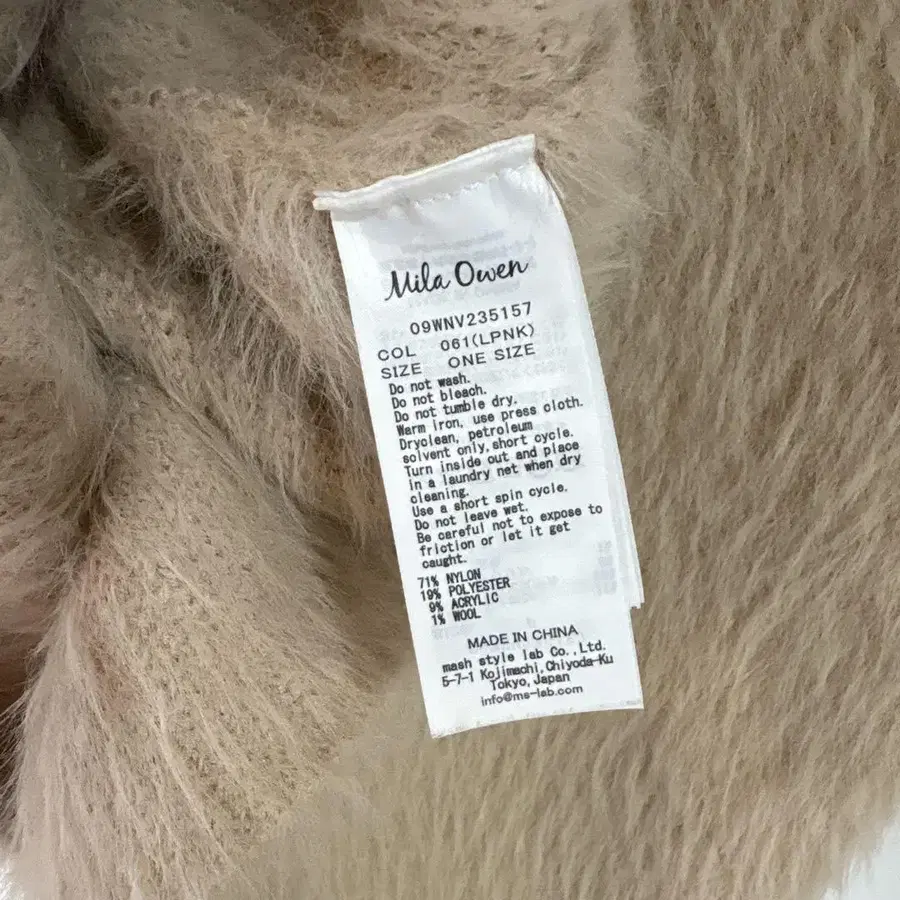 Mila Owen
09WNV235157
COL 061(LPNK)
SIZE ONE SIZE
Do not wash.
Do not bleach.
Do not tumble dry.
Warm iron, use press cloth.
Dryclean, petroleum
solvent only,short cycle.
Turn inside out and place
in a laundry net when dry
cleaning.
Use a short spin cycle.
Do not leave wet.
Be careful not to expose to
friction or let it get
caught.
71% NYLON
19% POLYESTER
9% ACRYLIC
1% WOOL
MADE IN CHINA
mash style lab Co.,Ltd.
5-7-1 Kojimachi,Chiyoda-Ku
Tokyo,Japan
info@ms-lab.com